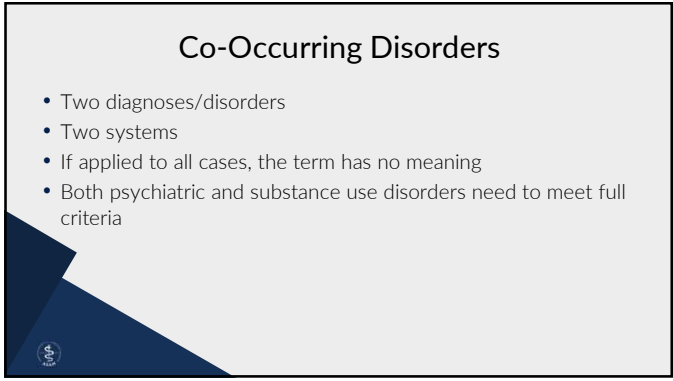 Co-Occurring Disorders
• Two diagnoses/disorders
• Two systems
• If applied to all cases, the term has no meaning
• Both psychiatric and substance use disorders need to meet full
criteria